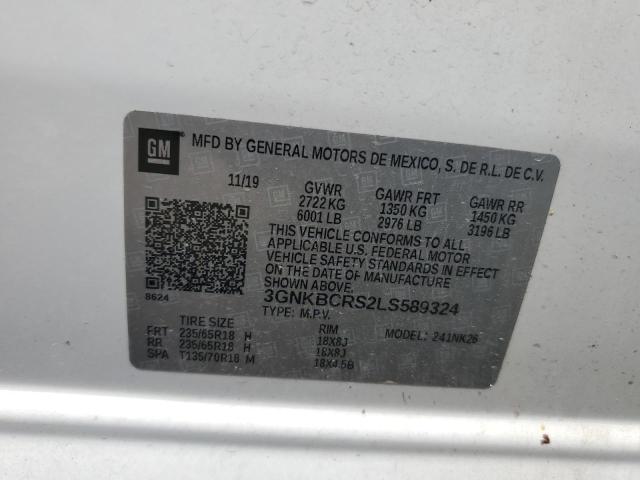 GM
MFD BY GENERAL MOTORS DE MEXICO, S. DE R.L. DE C.V.
11/19 GVWR GAWR FRT GAWR RR
2722 KG 1350 KG 1450 KG
6001 LB 2976 LB 3196 LB
THIS VEHICLE CONFORMS TO ALL
APPLICABLE U.S. FEDERAL MOTOR
VEHICLE SAFETY STANDARDS IN EFFECT
ON THE DATE OF MANUFACTURE
SHOWN ABOVE.
8624
3GNKBCRS2LS589324
TYPE: M.P.V.
TIRE SIZE RIM MODEL: 241NK26
FRT 235/65R18 H 18X8J
RR 235/65R18 H 18X8J
SPA T135/70R18 M 18X4.5B